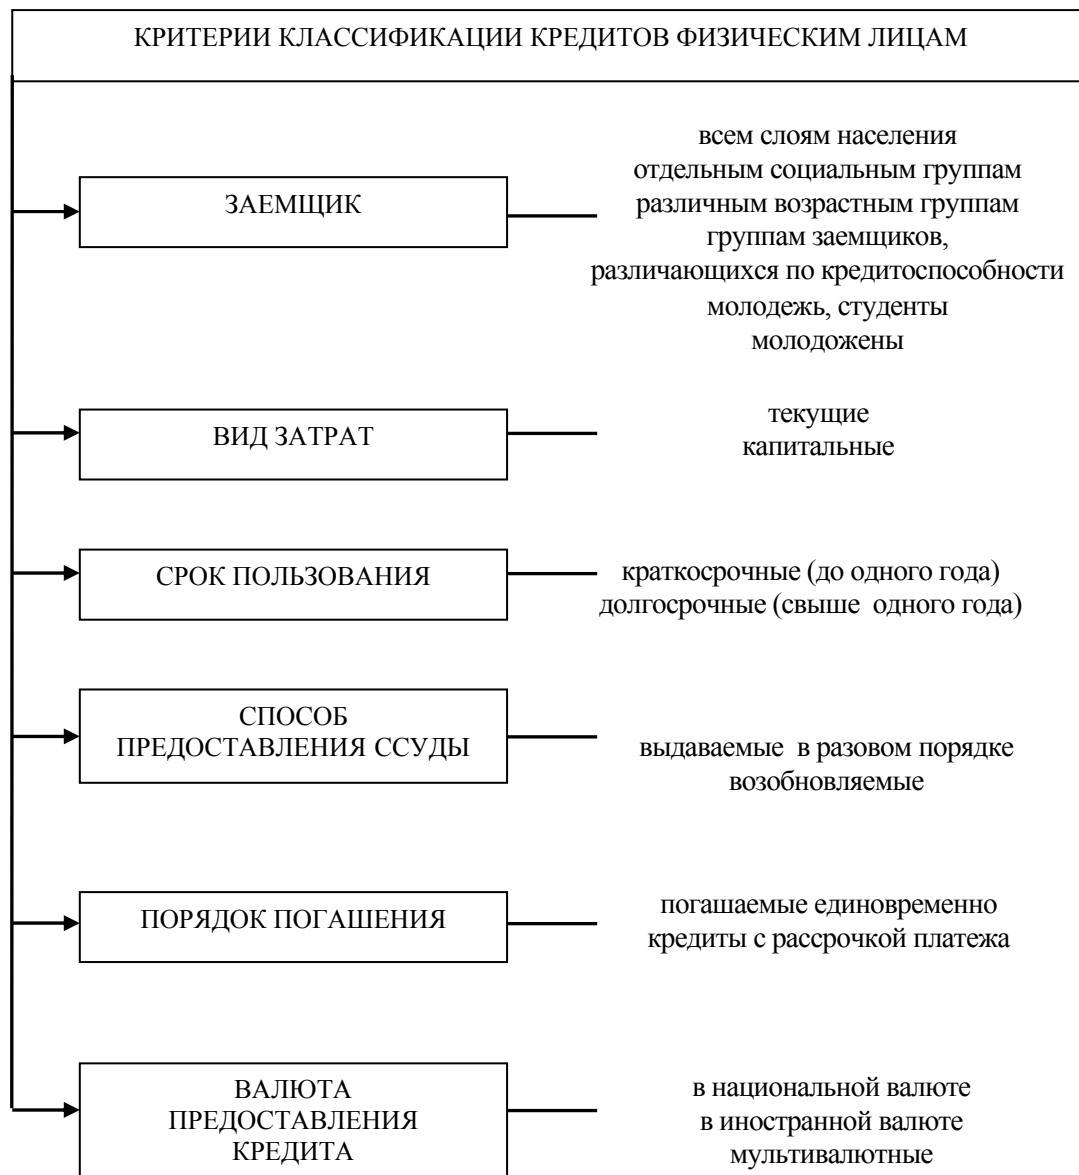 КРИТЕРИИ КЛАССИФИКАЦИИ КРЕДИТОВ ФИЗИЧЕСКИМ ЛИЦАМ
ЗАЕМЩИК
всем слоям населения
отдельным социальным группам
различным возрастным группам
группам заемщиков,
различающихся по кредитоспособности
молодежь, студенты
молодожены
ВИД ЗАТРАТ
текущие
капитальные
СРОК ПОЛЬЗОВАНИЯ
краткосрочные (до одного года)
долгосрочные (свыше одного года)
СПОСОБ
ПРЕДОСТАВЛЕНИЯ ССУДЫ
выдаваемые в разовом порядке
возобновляемые
ПОРЯДОК ПОГАШЕНИЯ
погашаемые единовременно
кредиты с рассрочкой платежа
ВАЛЮТА
ПРЕДОСТАВЛЕНИЯ
КРЕДИТА
в национальной валюте
в иностранной валюте
мультивалютные